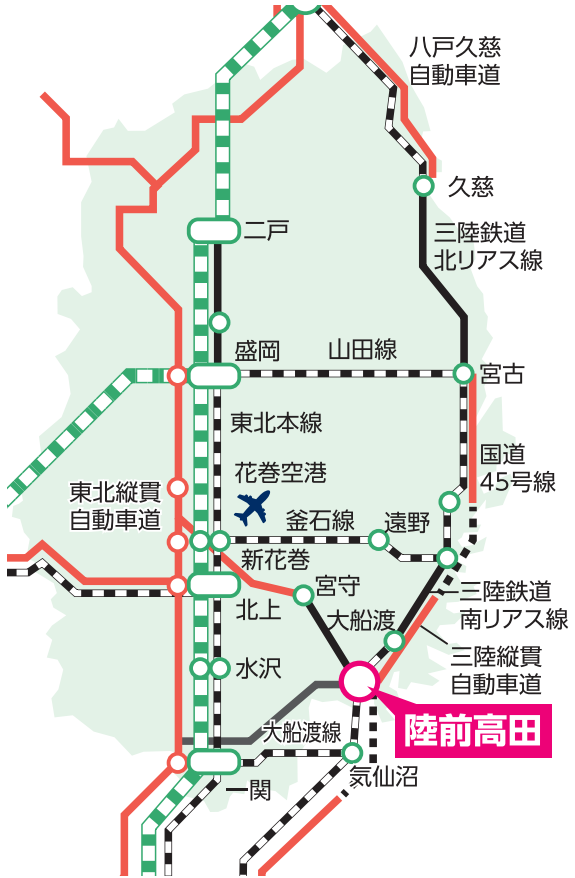 八戸久慈
自動車道
久慈
二戸
三陸鉄道
北リアス線
盛岡
山田線
宮古
東北本線
国道
45号線
花巻空港
東北縦貫
自動車道
釜石線
遠野
新花巻
宮守
三陸鉄道
南リアス線
北上
大船渡
三陸縦貫
自動車道
水沢
陸前高田
大船渡線
気仙沼
一関